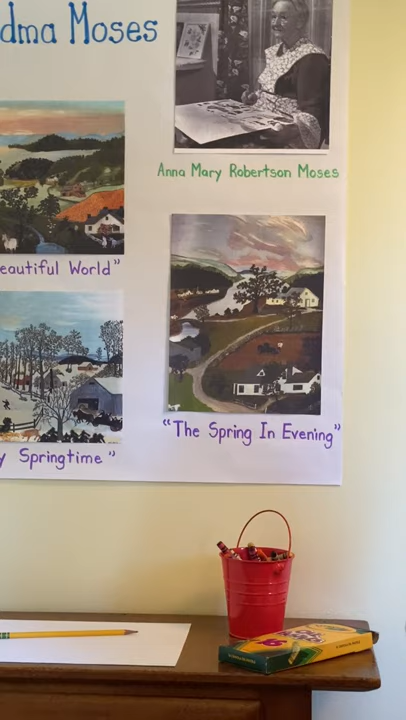 dma Moses
Anna Mary Robertson Moses
eautiful World"
"The Spring In Evening"
y Springtime"